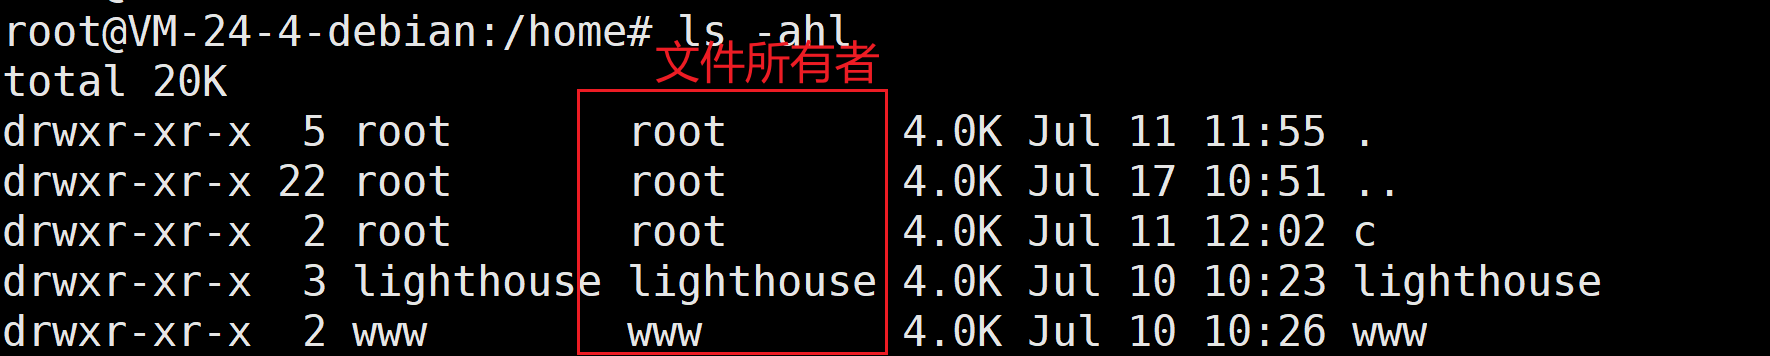 root@VM-24-4-debian:/home# ls -ahl
文件所有者
total 20K
drwxr-xr-x  5 root       root       4.0K Jul 11 11:55 .
drwxr-xr-x 22 root       root       4.0K Jul 17 10:51 ..
drwxr-xr-x  2 root       root       4.0K Jul 11 12:02 c
drwxr-xr-x  3 lighthouse lighthouse 4.0K Jul 10 10:23 lighthouse
drwxr-xr-x  2 www        www        4.0K Jul 10 10:26 www